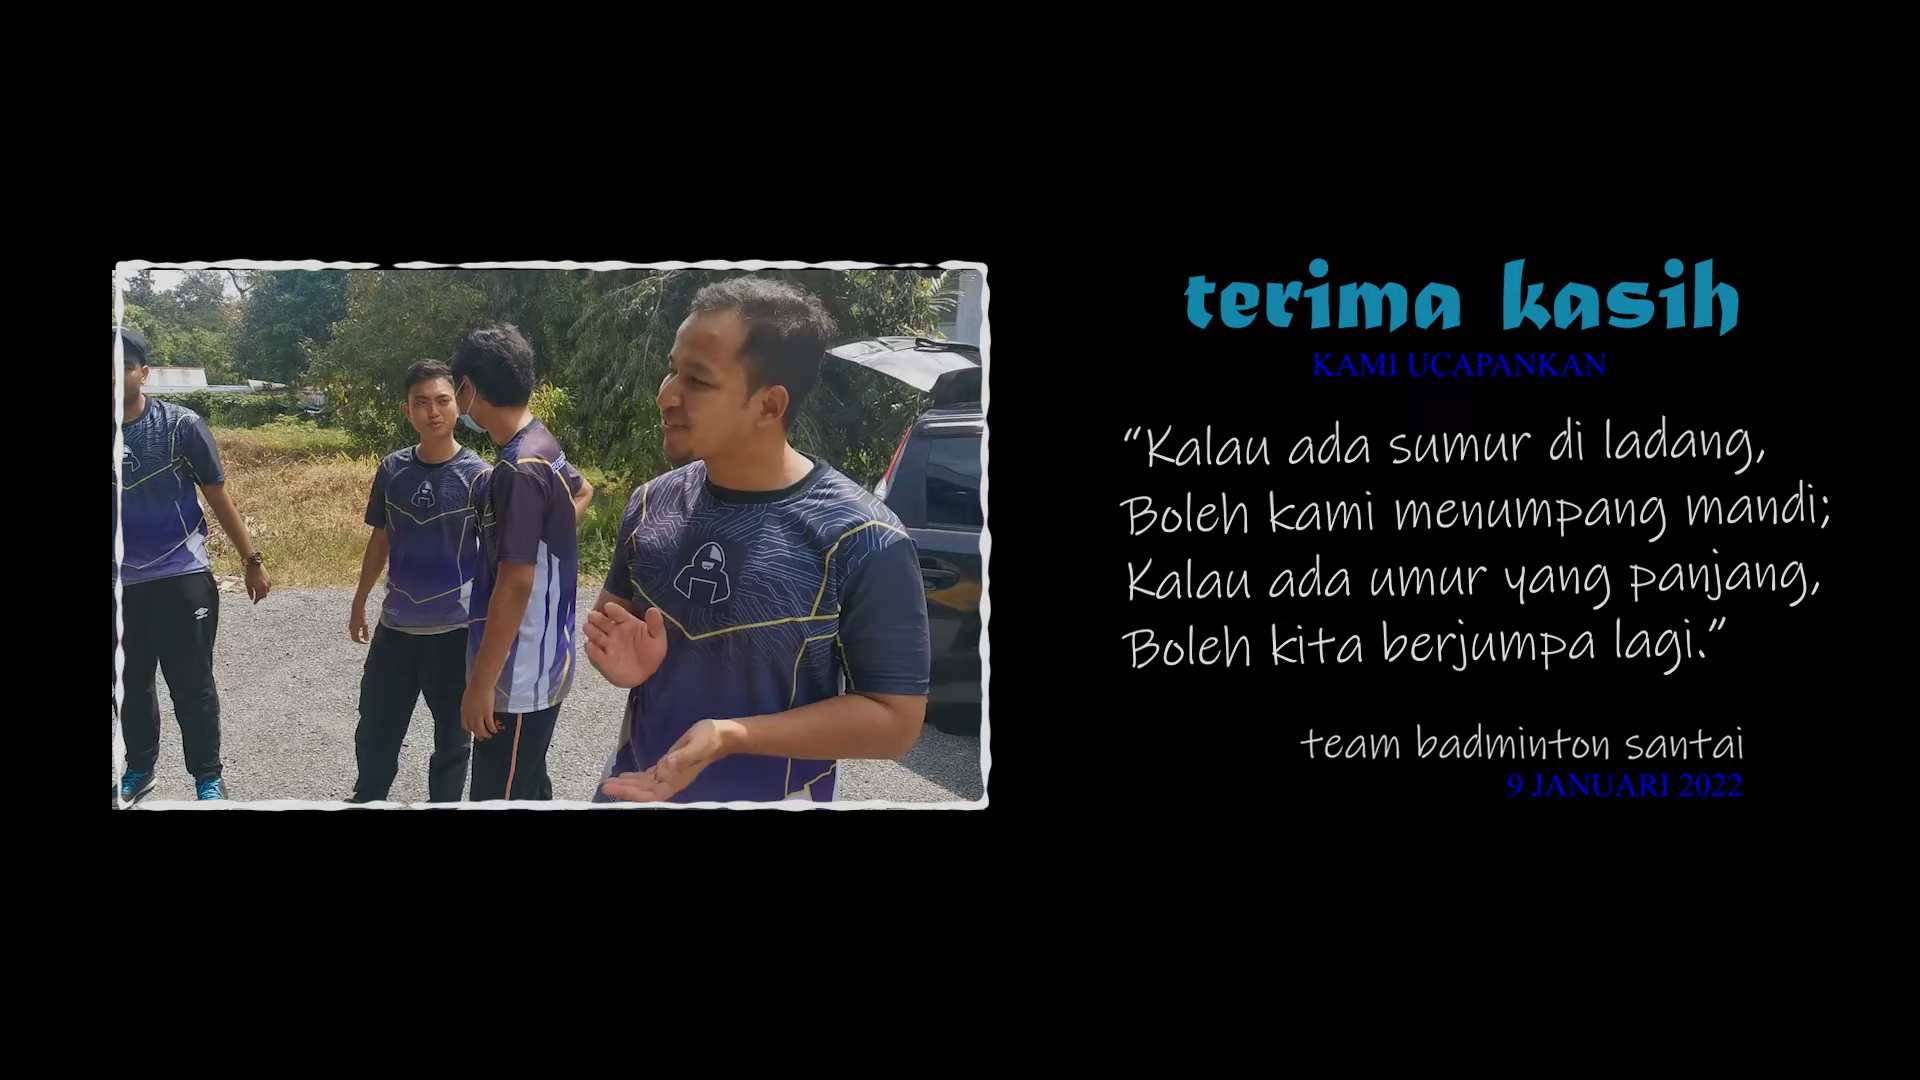 terima kasih
KAMI UCAPANKAN
“Kalau ada sumur di ladang,
Boleh kami menumpang mandi;
Kalau ada umur yang panjang,
Boleh kita berjumpa lagi.”
team badminton santai
9 JANUARI 2022